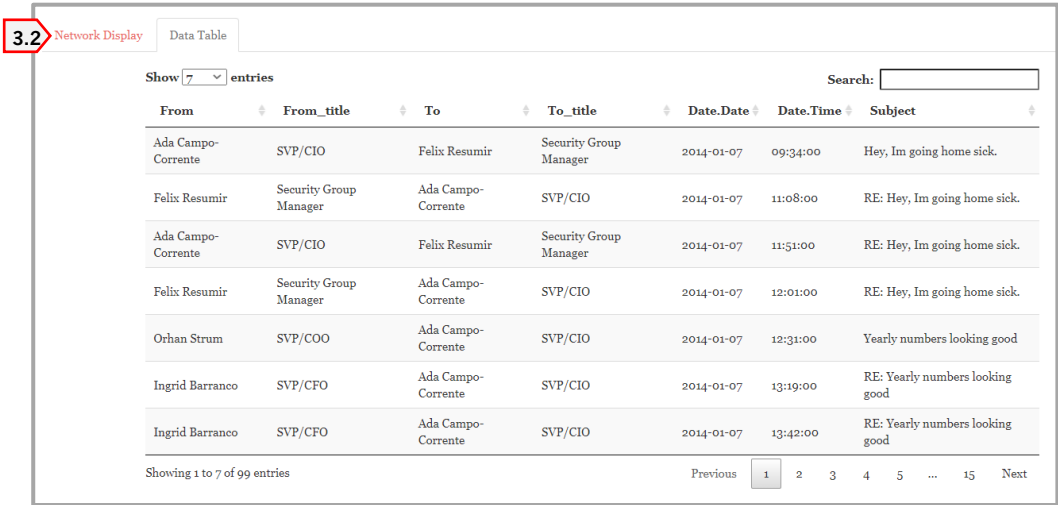 3.2 Network Display Data Table
Show 7 entries Search:
From From_title To To_title Date.Date Date.Time Subject
Ada Campo-
Corrente SVP/CIO Felix Resumir Security Group
Manager 2014-01-07 09:34:00 Hey, Im going home sick.
Felix Resumir Security Group
Manager Ada Campo-
Corrente SVP/CIO 2014-01-07 11:08:00 RE: Hey, Im going home sick.
Ada Campo-
Corrente SVP/CIO Felix Resumir Security Group
Manager 2014-01-07 11:51:00 RE: Hey, Im going home sick.
Felix Resumir Security Group
Manager Ada Campo-
Corrente SVP/CIO 2014-01-07 12:01:00 RE: Hey, Im going home sick.
Orhan Strum SVP/COO Ada Campo-
Corrente SVP/CIO 2014-01-07 12:31:00 Yearly numbers looking good
Ingrid Barranco SVP/CFO Ada Campo-
Corrente SVP/CIO 2014-01-07 13:19:00 RE: Yearly numbers looking
good
Ingrid Barranco SVP/CFO Ada Campo-
Corrente SVP/CIO 2014-01-07 13:42:00 RE: Yearly numbers looking
good
Showing 1 to 7 of 99 entries Previous 1 2 3 4 5 ... 15 Next